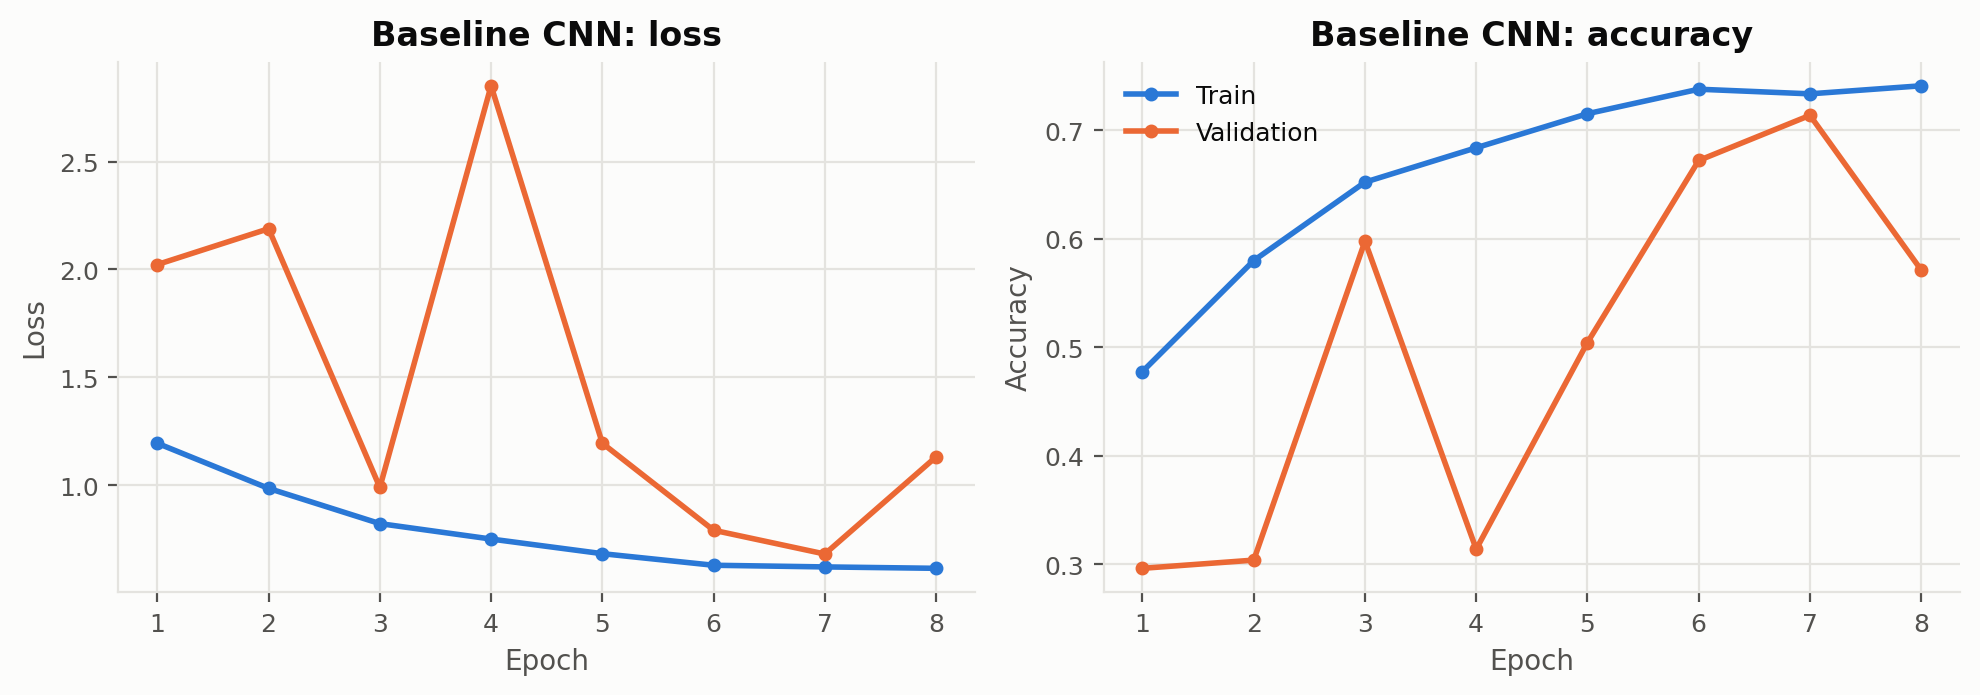 Baseline CNN: loss
Loss
2.5
2.0
1.5
1.0
1 2 3 4 5 6 7 8
Epoch
Baseline CNN: accuracy
Train
Validation
Accuracy
0.7
0.6
0.5
0.4
0.3
1 2 3 4 5 6 7 8
Epoch